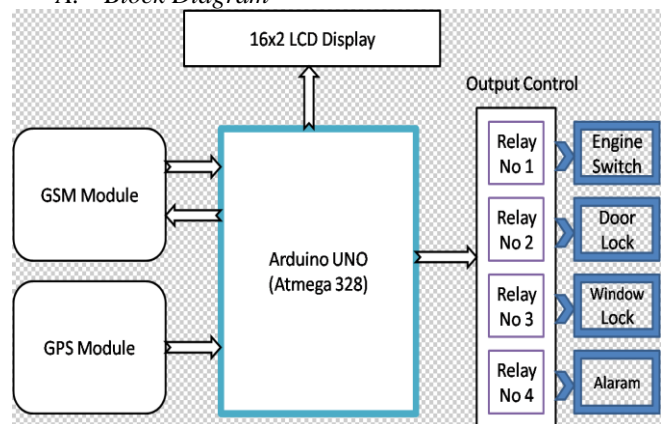 A. Block Diagram
16x2 LCD Display
Output Control
GSM Module
GPS Module
Arduino UNO
(Atmega 328)
Relay
No 1
Engine
Switch
Relay
No 2
Door
Lock
Relay
No 3
Window
Lock
Relay
No 4
Alaram